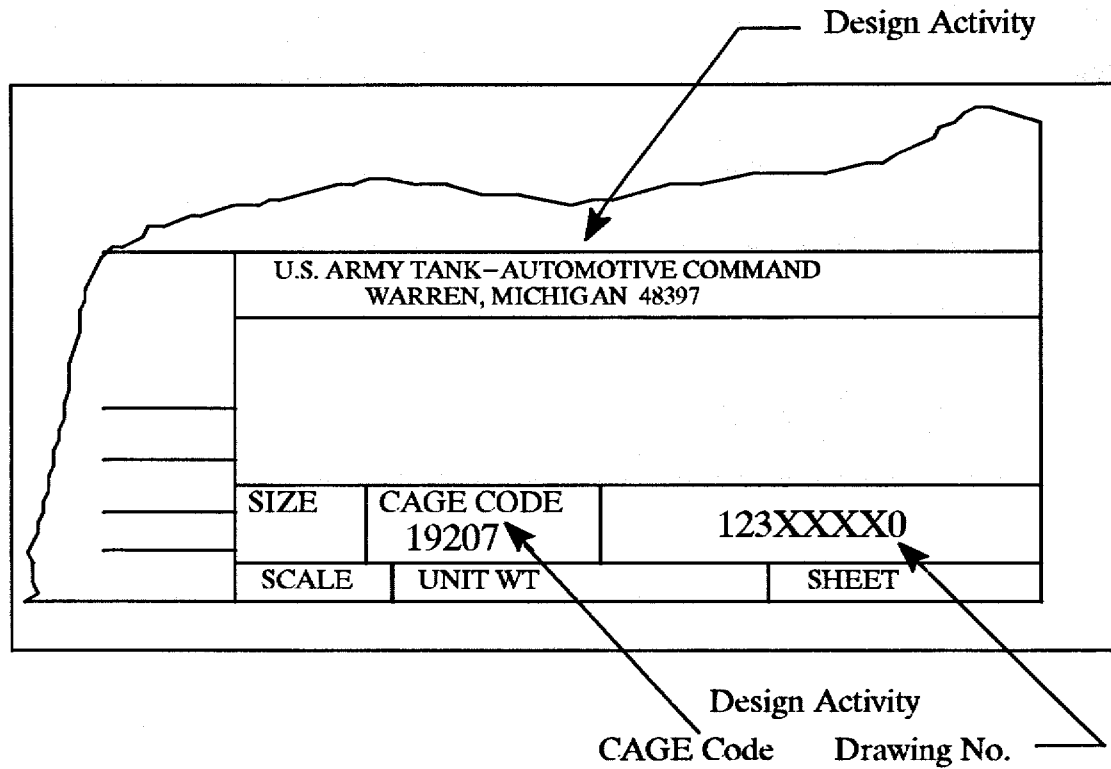 Design Activity
U.S. ARMY TANK–AUTOMOTIVE COMMAND
WARREN, MICHIGAN 48397
SIZE
CAGE CODE
19207
123XXXX0
SCALE
UNIT WT
SHEET
Design Activity
CAGE Code
Drawing No.